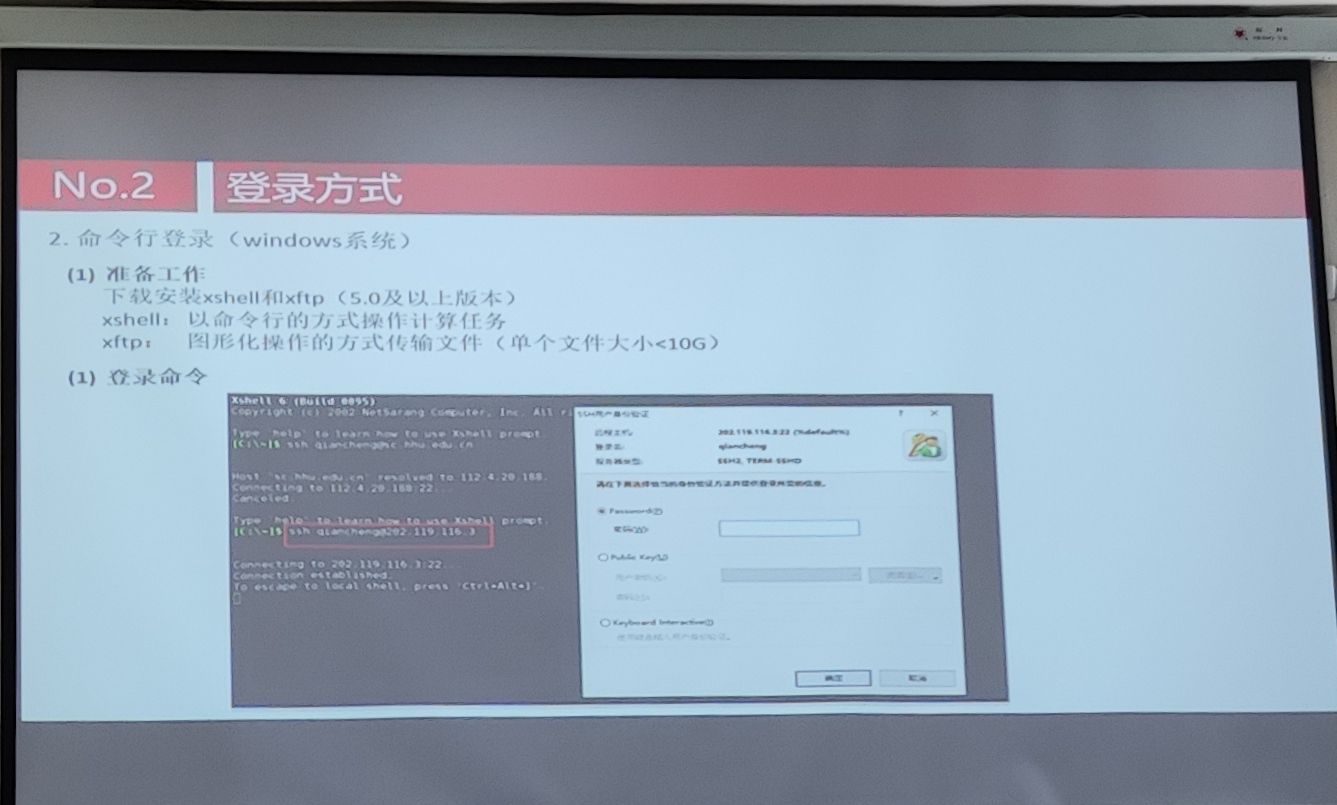 No.2 登录方式
2. 命令行登录（windows系统）
(1) 准备工作
下载安装xshell和xftp（5.0及以上版本）
xshell： 以命令行的方式操作计算任务
xftp： 图形化操作的方式传输文件（单个文件大小<10G）
(1) 登录命令
Xshell 6 (Build 0095)
Copyright (c) 2002 NetSarang Computer, Inc. All ri
Type `help' to learn how to use Xshell prompt.
[C:\~]$ ssh qiancheng@sc.hhu.edu.cn
Host 'sc.hhu.edu.cn' resolved to 112.4.20.188.
Connecting to 112.4.20.188:22...
Canceled.
Type `help' to learn how to use Xshell prompt.
[C:\~]$ ssh qiancheng@202.119.116.3
Connecting to 202.119.116.3:22...
Connection established.
To escape to local shell, press 'Ctrl+Alt+]'.
SSH用户身份验证
远程主机: 202.119.116.3:22 (%default%)
登录名: qiancheng
服务器类型: SSH2, TERM-SSHD
请在下面选择恰当的身份验证方法并提供登录所需的信息。
Password(P)
密码(W):
Public Key(U)
用户密钥(K):
密码(S):
Keyboard Interactive(I)
使用键盘输入用户身份验证。
确定 取消